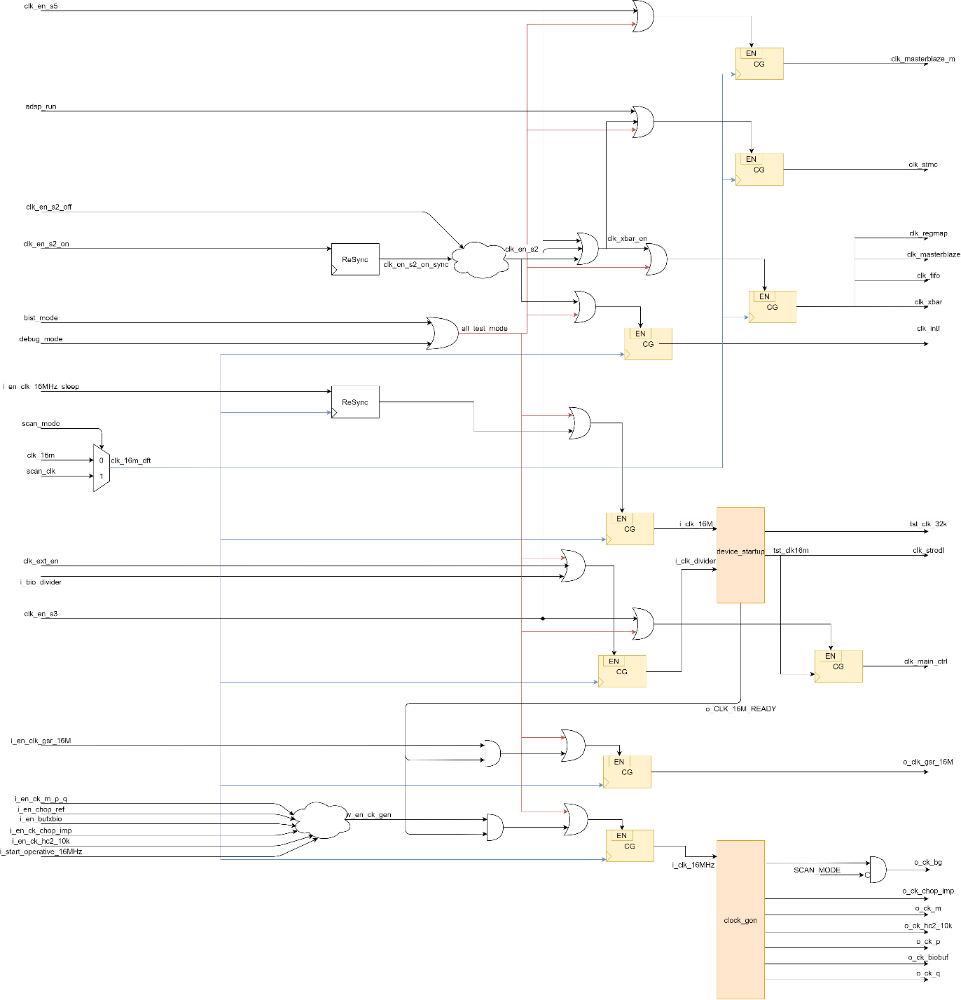 clk_en_s5
EN
CG
clk_masterblaze_m
adsp_run
EN
CG
clk_stmc
clk_en_s2_off
clk_en_s2_on
ReSync
clk_en_s2_on_sync
clk_en_s2
clk_xbar_en
clk_regmap
clk_masterblaze
clk_fifo
EN
CG
clk_xbar
bist_mode
debug_mode
all_test_mode
EN
CG
clk_intf
i_en_clk_16MHz_sleep
ReSync
scan_mode
clk_16m
scan_clk
0
1
clk_16m_dft
EN
CG
i_clk_16M
device_startup
tst_clk_32k
tst_clk16m
clk_stredl
clk_ext_en
i_bio_divider
i_clk_divider
clk_en_s3
EN
CG
EN
CG
clk_main_ctrl
o_CLK_16M_READY
i_en_clk_gsr_16M
EN
CG
o_clk_gsr_16M
i_en_ck_m_p_q
i_en_chop_ref
i_en_bufxbio
i_en_ck_chop_imp
i_en_ck_hc2_10k
i_start_operative_16MHz
w_en_ck_gen
EN
CG
i_clk_16MHz
clock_gen
SCAN_MODE
o_ck_bg
o_ck_chop_imp
o_ck_m
o_ck_hc2_10k
o_ck_p
o_ck_biobuf
o_ck_q